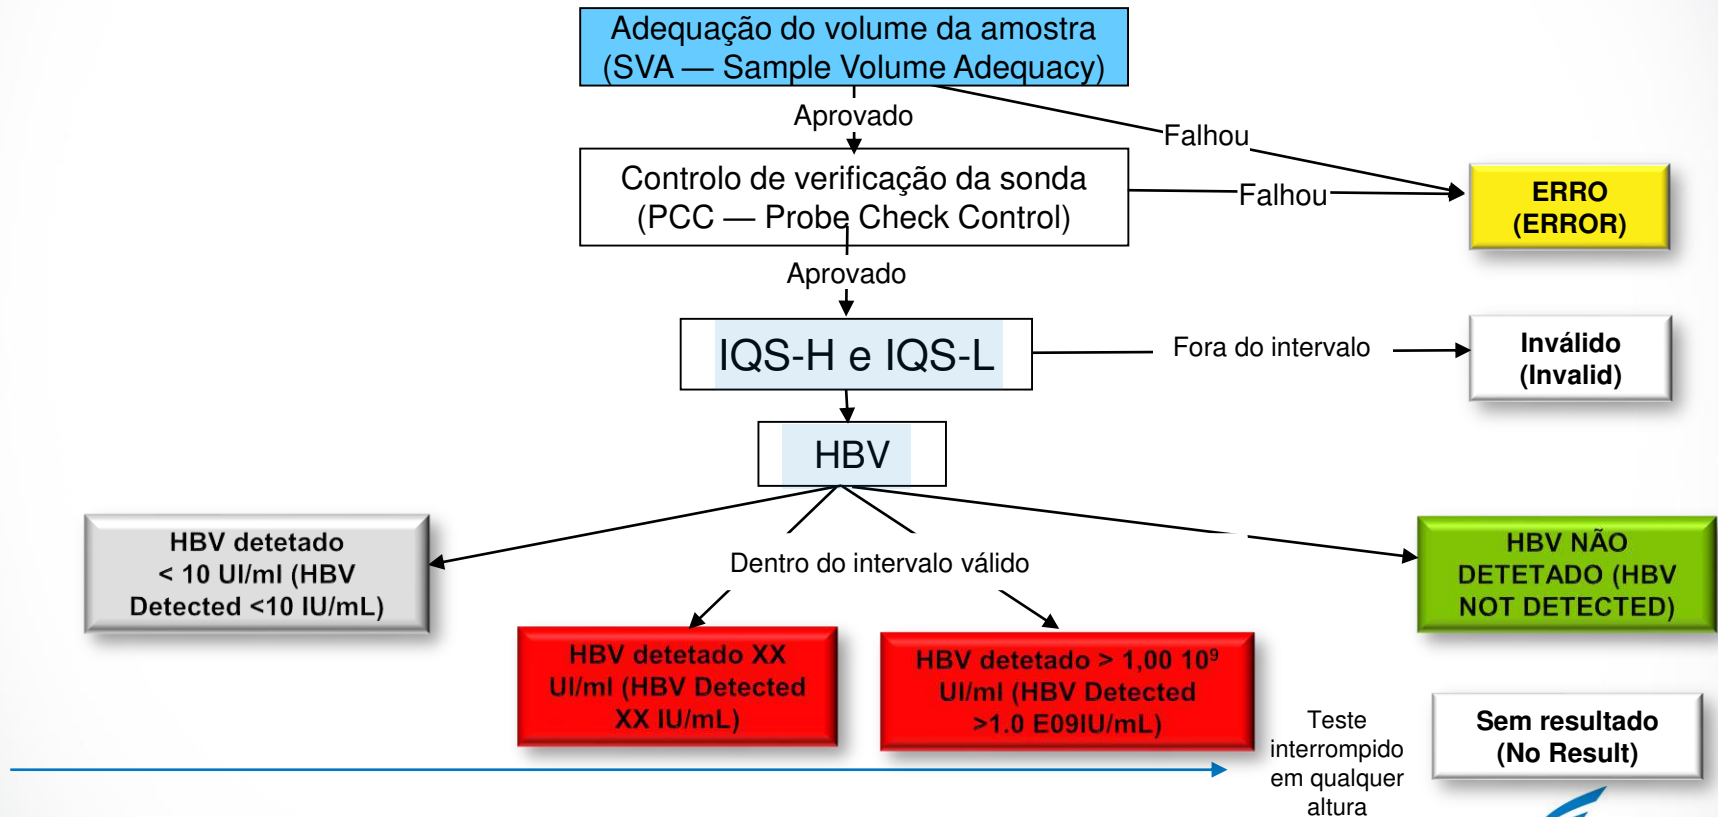 Adequação do volume da amostra
(SVA — Sample Volume Adequacy)
Aprovado
Falhou
Controlo de verificação da sonda
(PCC — Probe Check Control)
Falhou
ERRO
(ERROR)
Aprovado
IQS-H e IQS-L
Fora do intervalo
Inválido
(Invalid)
HBV
HBV detetado
< 10 UI/ml (HBV
Detected <10 IU/mL)
Dentro do intervalo válido
HBV NÃO
DETETADO (HBV
NOT DETECTED)
HBV detetado XX
UI/ml (HBV Detected
XX IU/mL)
HBV detetado > 1,00 10⁹
UI/ml (HBV Detected
>1.0 E09IU/mL)
Teste
interrompido
em qualquer
altura
Sem resultado
(No Result)